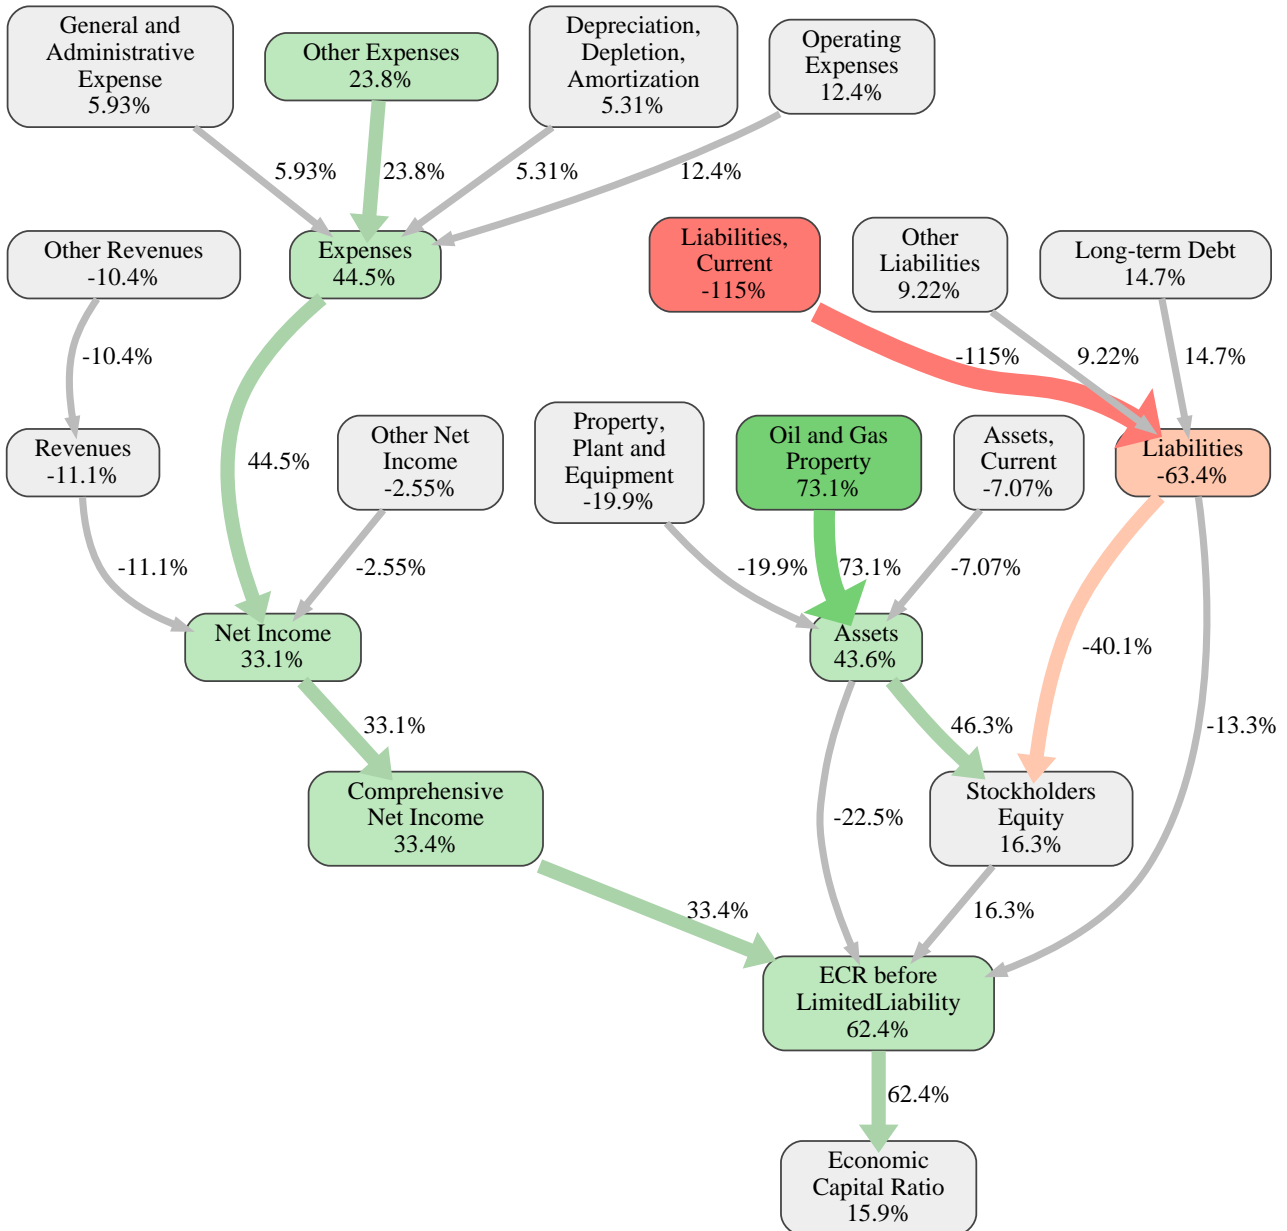 General and
Administrative
Expense
5.93%
Other Expenses
23.8%
Depreciation,
Depletion,
Amortization
5.31%
Operating
Expenses
12.4%
5.93%
23.8%
5.31%
12.4%
Other Revenues
-10.4%
Expenses
44.5%
Liabilities,
Current
-115%
Other
Liabilities
9.22%
Long-term Debt
14.7%
-10.4%
-115%
9.22%
14.7%
Revenues
-11.1%
44.5%
Other Net
Income
-2.55%
Property,
Plant and
Equipment
-19.9%
Oil and Gas
Property
73.1%
Assets,
Current
-7.07%
Liabilities
-63.4%
-11.1%
-2.55%
-19.9%
73.1%
-7.07%
Net Income
33.1%
Assets
43.6%
-40.1%
33.1%
46.3%
-13.3%
Comprehensive
Net Income
33.4%
-22.5%
Stockholders
Equity
16.3%
33.4%
16.3%
ECR before
LimitedLiability
62.4%
62.4%
Economic
Capital Ratio
15.9%